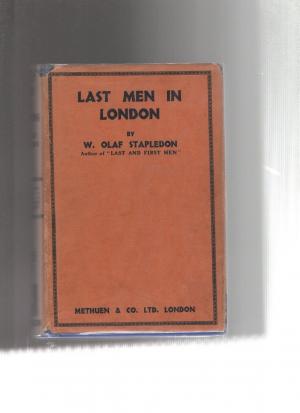 LAST MEN IN
LONDON
BY
W. OLAF STAPLEDON
Author of "LAST AND FIRST MEN"
METHUEN & CO. LTD. LONDON